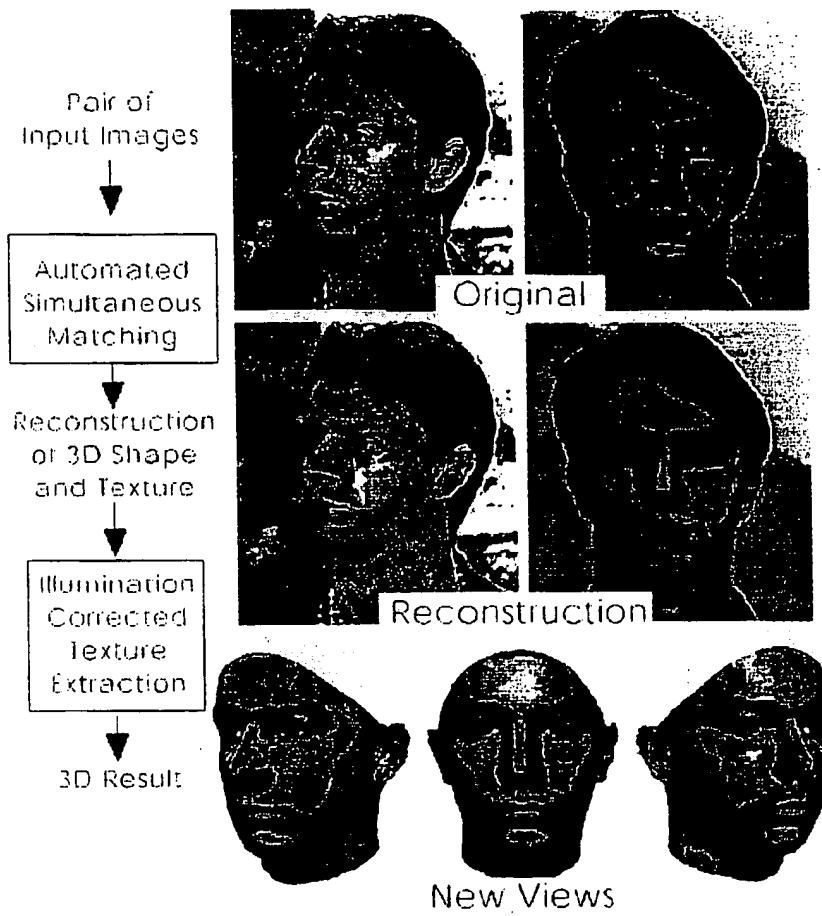 Pair of
Input Images
Automated
Simultaneous
Matching
Reconstruction
of 3D Shape
and Texture
Illumination
Corrected
Texture
Extraction
3D Result
Original
Reconstruction
New Views